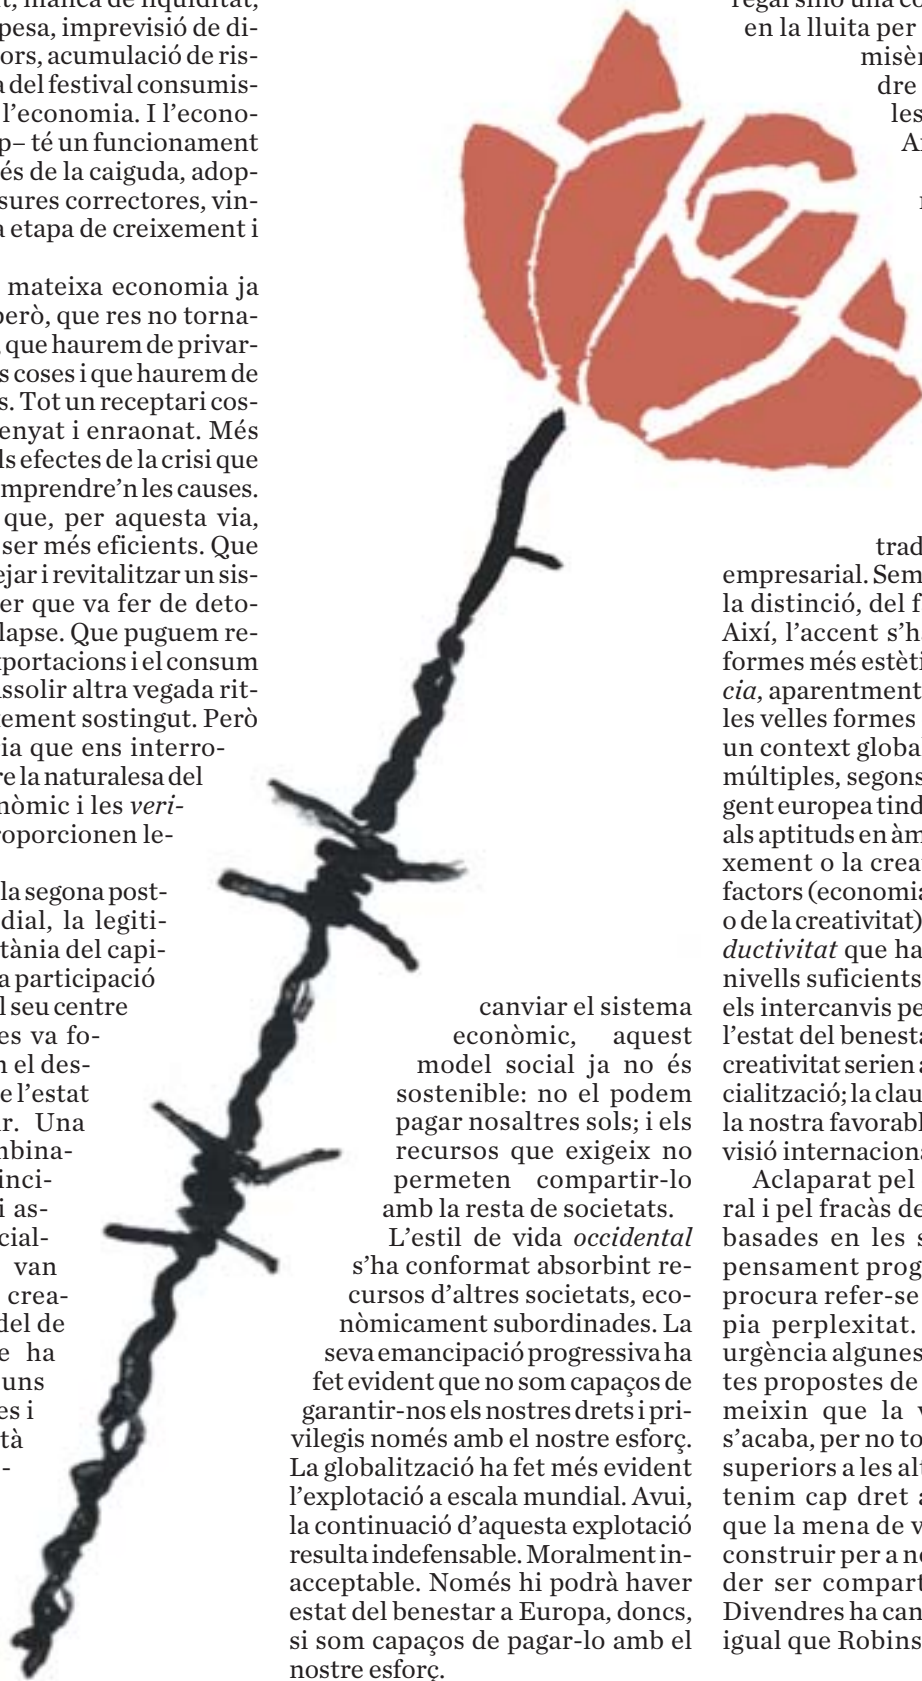 manca de liquiditat,
pesa, imprevisió de di-
ors, acumulació de ris-
a del festival consumis-
l'economia. I l'econo-
p– té un funcionament
és de la caiguda, adop-
sures correctores, vin-
a etapa de creixement i
mateixa economia ja
però, que res no torna-
, que haurem de privar-
s coses i que haurem de
s. Tot un receptari cos-
enyat i enraonat. Més
ls efectes de la crisi que
mprendre'n les causes.
que, per aquesta via,
ser més eficients. Que
ejar i revitalitzar un sis-
er que va fer de deto-
lapse. Que puguem re-
xportacions i el consum
assolir altra vegada rit-
xement sostingut. Però
ia que ens interro-
re la naturalesa del
nòmic i les veri-
roporcionen le-
la segona post-
dial, la legiti-
tània del capi-
a participació
l seu centre
es va fo-
n el des-
e l'estat
r. Una
mbina-
inci-
i as-
cial-
van
crea-
del de
e ha
uns
es i
tà
-
canviar el sistema
econòmic, aquest
model social ja no és
sostenible: no el podem
pagar nosaltres sols; i els
recursos que exigeix no
permeten compartir-lo
amb la resta de societats.
L'estil de vida occidental
s'ha conformat absorbint re-
cursos d'altres societats, eco-
nòmicament subordinades. La
seva emancipació progressiva ha
fet evident que no som capaços de
garantir-nos els nostres drets i pri-
vilegis només amb el nostre esforç.
La globalització ha fet més evident
l'explotació a escala mundial. Avui,
la continuació d'aquesta explotació
resulta indefensable. Moralment in-
acceptable. Només hi podrà haver
estat del benestar a Europa, doncs,
si som capaços de pagar-lo amb el
nostre esforç.
regal sinó una co
en la lluita per
misèr
dre
les
A
trad
empresarial. Sem
la distinció, del f
Així, l'accent s'h
formes més estèti
cia, aparentment
les velles formes
un context globa
múltiples, segons
gent europea tind
als aptituds en àm
xement o la crea
factors (economia
o de la creativitat)
ductivitat que ha
nivells suficients
els intercanvis pe
l'estat del benesta
creativitat serien a
cialització; la clau
la nostra favorabl
visió internaciona
Aclaparat pel
ral i pel fracàs de
basades en les s
pensament prog
procura refer-se
pia perplexitat.
urgència algunes
tes propostes de
meixin que la v
s'acaba, per no to
superiors a les alt
tenim cap dret a
que la mena de v
construir per a no
der ser compart
Divendres ha can
igual que Robins